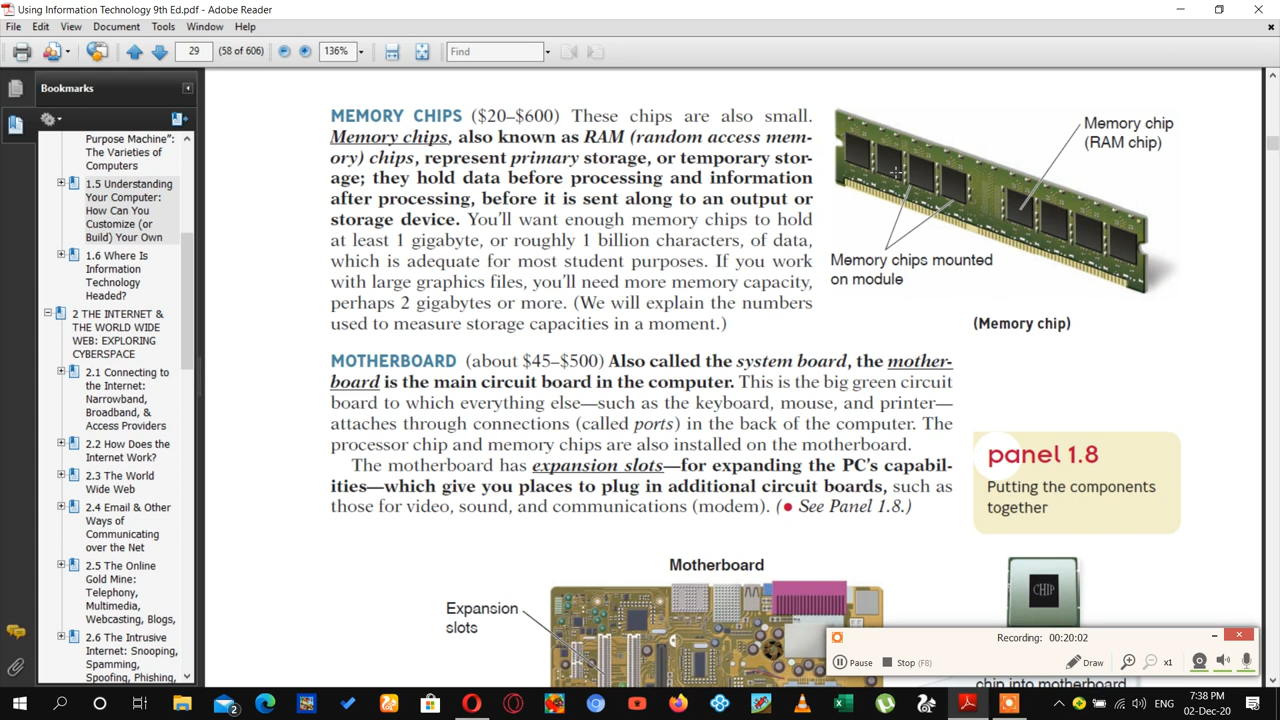 Using Information Technology 9th Ed.pdf - Adobe Reader
File Edit View Document Tools Window Help
29 (58 of 606) 136% Find
Bookmarks
Purpose Machine":
The Varieties of
Computers
1.5 Understanding
Your Computer:
How Can You
Customize (or
Build) Your Own
1.6 Where Is
Information
Technology
Headed?
2 THE INTERNET &
THE WORLD WIDE
WEB: EXPLORING
CYBERSPACE
2.1 Connecting to
the Internet:
Narrowband,
Broadband, &
Access Providers
2.2 How Does the
Internet Work?
2.3 The World
Wide Web
2.4 Email & Other
Ways of
Communicating
over the Net
2.5 The Online
Gold Mine:
Telephony,
Multimedia,
Webcasting, Blogs,
2.6 The Intrusive
Internet: Snooping,
Spamming,
Spoofing, Phishing,
MEMORY CHIPS ($20–$600) These chips are also small.
Memory chips, also known as RAM (random access mem-
ory) chips, represent primary storage, or temporary stor-
age; they hold data before processing and information
after processing, before it is sent along to an output or
storage device. You'll want enough memory chips to hold
at least 1 gigabyte, or roughly 1 billion characters, of data,
which is adequate for most student purposes. If you work
with large graphics files, you'll need more memory capacity,
perhaps 2 gigabytes or more. (We will explain the numbers
used to measure storage capacities in a moment.)
Memory chip
(RAM chip)
Memory chips mounted
on module
(Memory chip)
MOTHERBOARD (about $45–$500) Also called the system board, the mother-
board is the main circuit board in the computer. This is the big green circuit
board to which everything else—such as the keyboard, mouse, and printer—
attaches through connections (called ports) in the back of the computer. The
processor chip and memory chips are also installed on the motherboard.
The motherboard has expansion slots—for expanding the PC's capabil-
ities—which give you places to plug in additional circuit boards, such as
those for video, sound, and communications (modem). (● See Panel 1.8.)
panel 1.8
Putting the components
together
Motherboard
Expansion
slots
CHIP
chip into motherboard
Recording: 00:20:02
Pause Stop (F8) Draw x1
2
ENG
7:38 PM
02-Dec-20